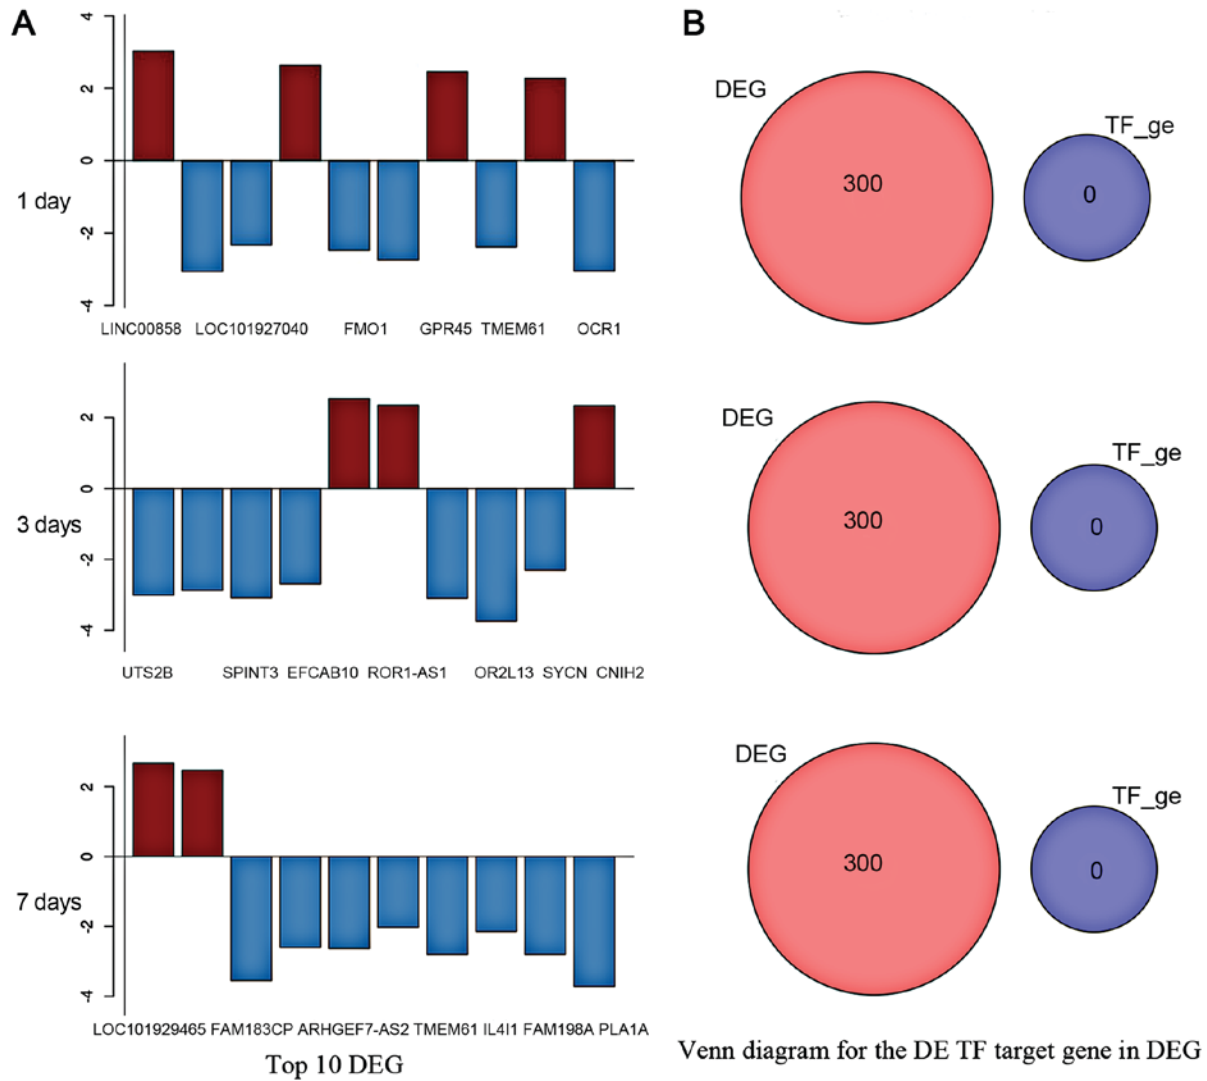 A
B
4
2
0
-2
-4
1 day
LINC00858 LOC101927040 FMO1 GPR45 TMEM61 OCR1
DEG
TF_ge
300
0
2
0
-2
-4
3 days
UTS2B SPINT3 EFCAB10 ROR1-AS1 OR2L13 SYCN CNIH2
DEG
TF_ge
300
0
2
0
-2
-4
7 days
LOC101929465 FAM183CP ARHGEF7-AS2 TMEM61 IL4I1 FAM198A PLA1A
Top 10 DEG
DEG
TF_ge
300
0
Venn diagram for the DE TF target gene in DEG